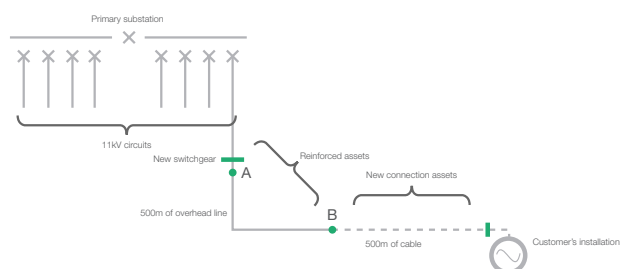 Primary substation
11kV circuits
New switchgear
A
Reinforced assets
New connection assets
500m of overhead line
B
500m of cable
Customer's installation